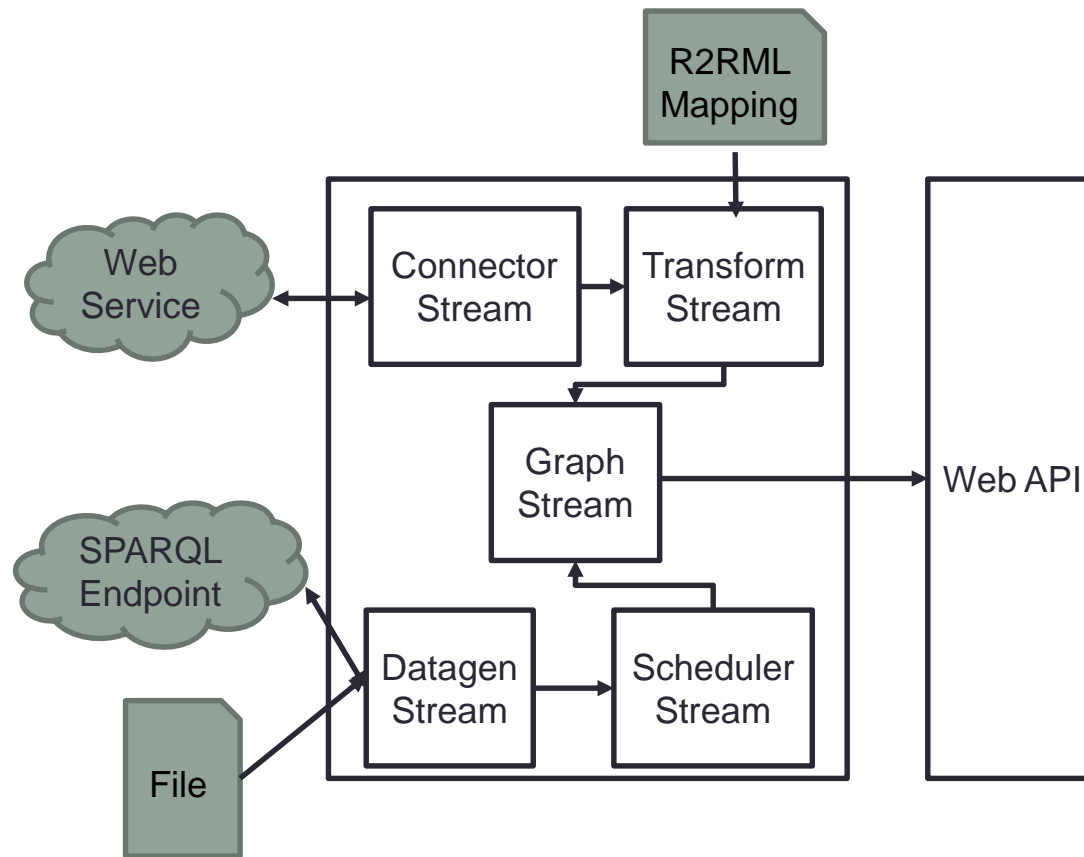 R2RML
Mapping
Web
Service
Connector
Stream
Transform
Stream
Graph
Stream
Web API
SPARQL
Endpoint
Datagen
Stream
Scheduler
Stream
File